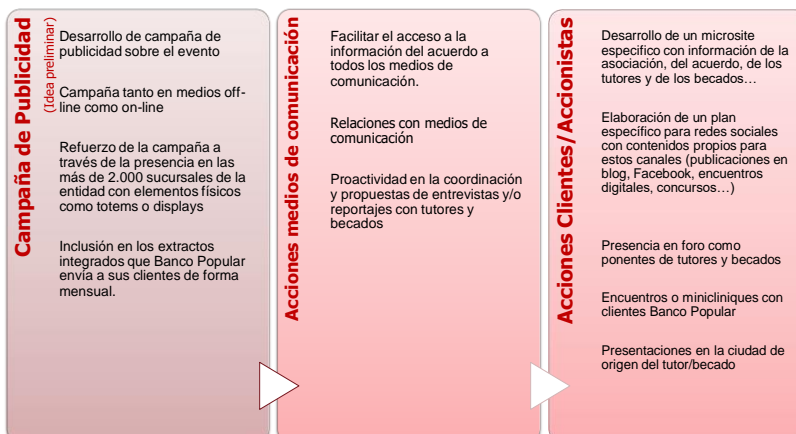 Campaña de Publicidad
(Idea preliminar)
Desarrollo de campaña de
publicidad sobre el evento
Campaña tanto en medios off-
line como on-line
Refuerzo de la campaña a
través de la presencia en las
más de 2.000 sucursales de la
entidad con elementos físicos
como totems o displays
Inclusión en los extractos
integrados que Banco Popular
envía a sus clientes de forma
mensual.
Acciones medios de comunicación
Facilitar el acceso a la
información del acuerdo a
todos los medios de
comunicación.
Relaciones con medios de
comunicación
Proactividad en la coordinación
y propuestas de entrevistas y/o
reportajes con tutores y
becados
Acciones Clientes/Accionistas
Desarrollo de un microsite
especifico con información de la
asociación, del acuerdo, de los
tutores y de los becados…
Elaboración de un plan
específico para redes sociales
con contenidos propios para
estos canales (publicaciones en
blog, Facebook, encuentros
digitales, concursos…)
Presencia en foro como
ponentes de tutores y becados
Encuentros o minicliniques con
clientes Banco Popular
Presentaciones en la ciudad de
origen del tutor/becado